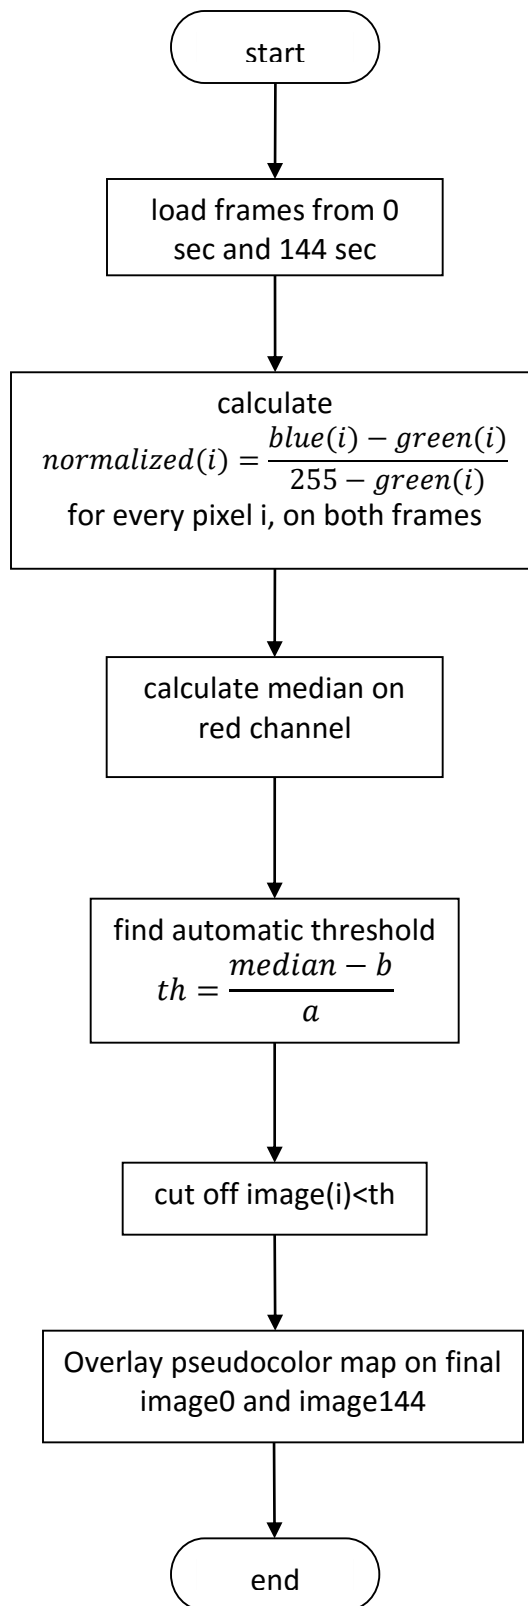 start
load frames from 0
sec and 144 sec
calculate
normalized(i) = \frac{blue(i) − green(i)}{255 − green(i)}
for every pixel i, on both frames
calculate median on
red channel
find automatic threshold
th = \frac{median − b}{a}
cut off image(i)<th
Overlay pseudocolor map on final
image0 and image144
end